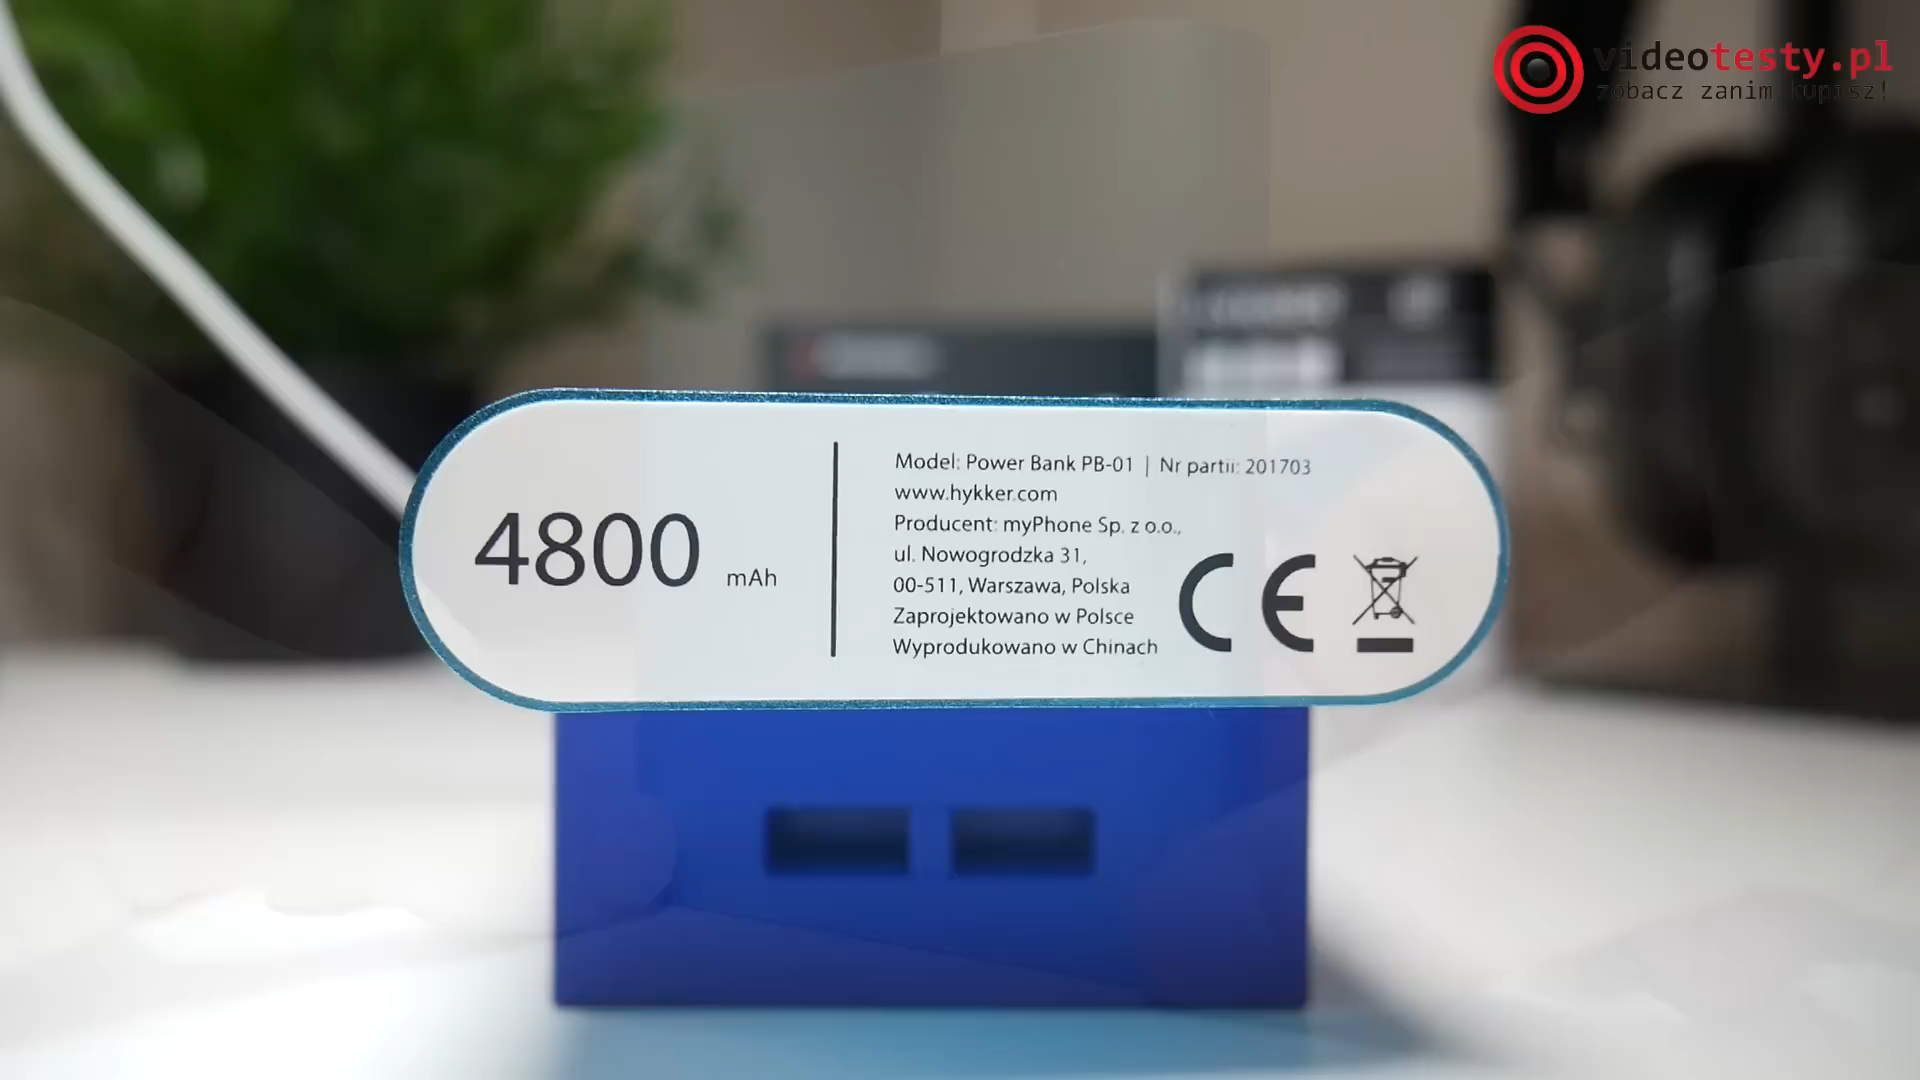 videotesty.pl
zobacz zanim kupisz!
4800 mAh
Model: Power Bank PB-01 | Nr partii: 201703
www.hykker.com
Producent: myPhone Sp. z o.o.,
ul. Nowogrodzka 31,
00-511, Warszawa, Polska
Zaprojektowano w Polsce
Wyprodukowano w Chinach
CE